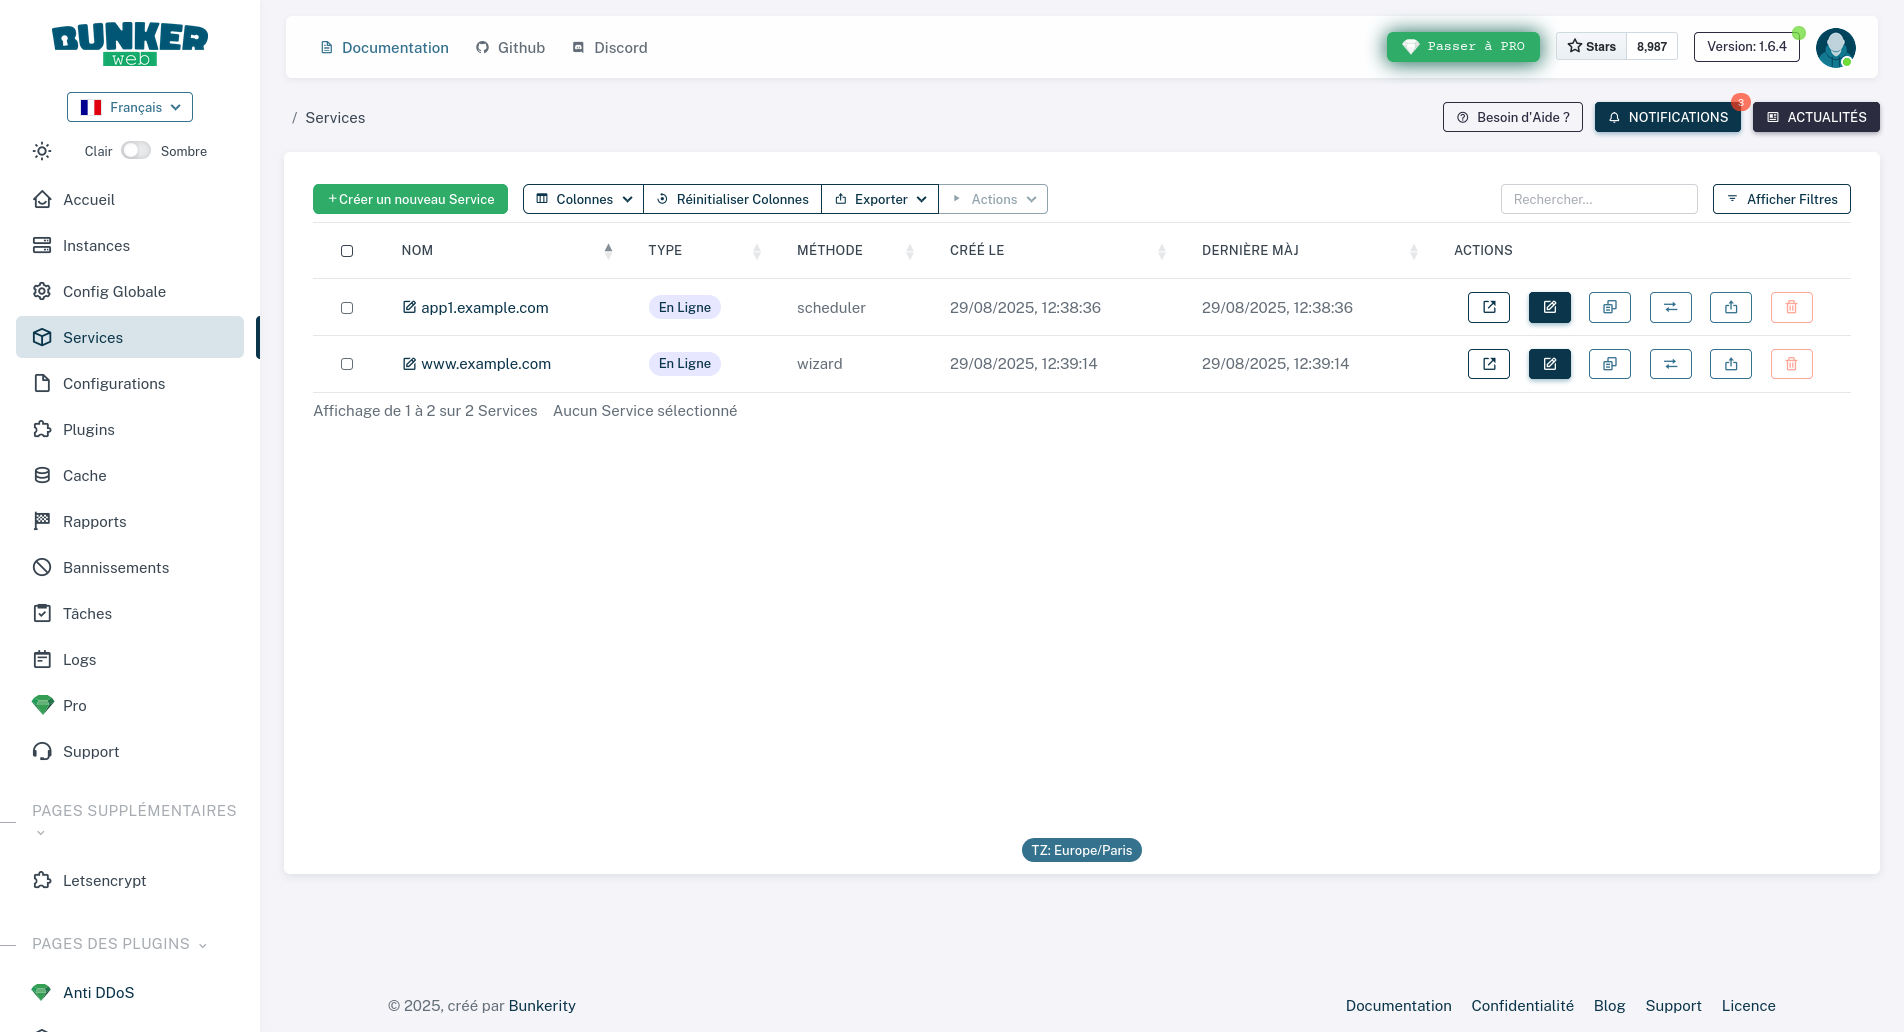 BUNKER
web
Français
Clair Sombre
Accueil
Instances
Config Globale
Services
Configurations
Plugins
Cache
Rapports
Bannissements
Tâches
Logs
Pro
Support
PAGES SUPPLÉMENTAIRES
Letsencrypt
PAGES DES PLUGINS
Anti DDoS
Documentation Github Discord
Passer à PRO
Stars 8,987
Version: 1.6.4
/ Services
Besoin d'Aide ?
NOTIFICATIONS 3
ACTUALITÉS
+Créer un nouveau Service
Colonnes Réinitialiser Colonnes Exporter Actions
Rechercher...
Afficher Filtres
NOM TYPE MÉTHODE CRÉÉ LE DERNIÈRE MÀJ ACTIONS
app1.example.com En Ligne scheduler 29/08/2025, 12:38:36 29/08/2025, 12:38:36
www.example.com En Ligne wizard 29/08/2025, 12:39:14 29/08/2025, 12:39:14
Affichage de 1 à 2 sur 2 Services Aucun Service sélectionné
TZ: Europe/Paris
© 2025, créé par Bunkerity
Documentation Confidentialité Blog Support Licence